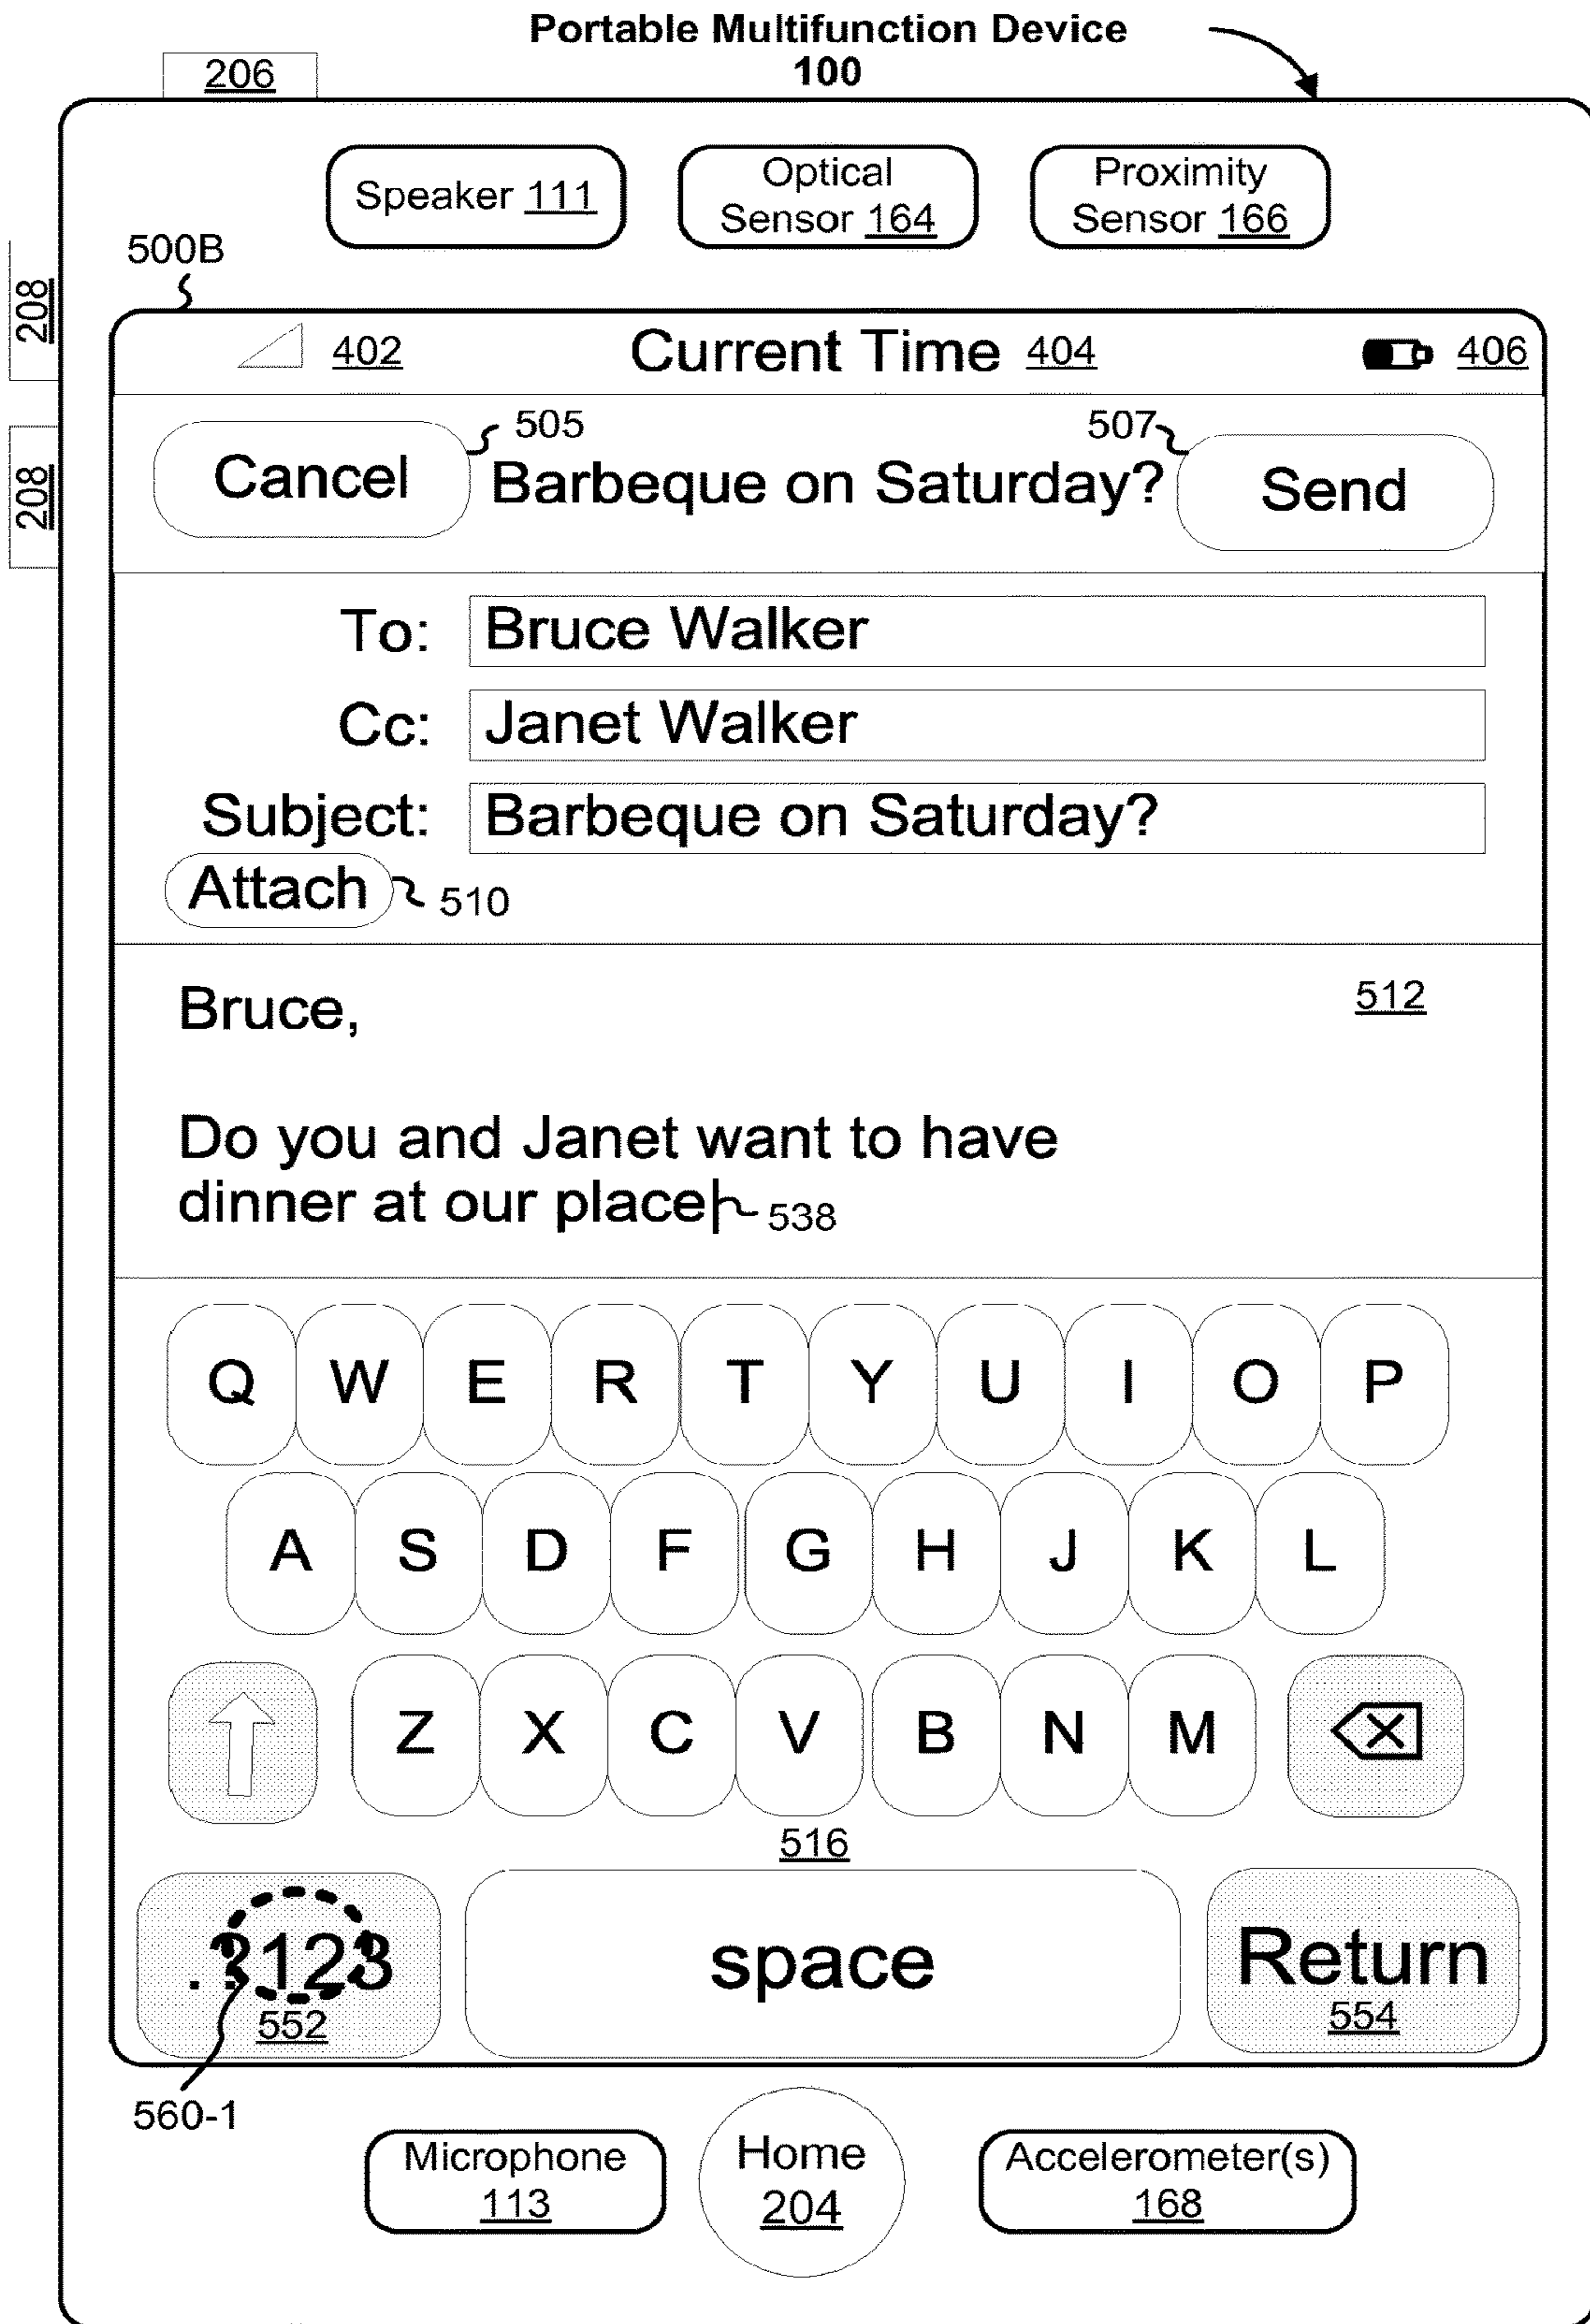 Portable Multifunction Device
100
206
Speaker 111
Optical
Sensor 164
Proximity
Sensor 166
500B
208
208
402
Current Time 404
406
505
507
Cancel
Barbeque on Saturday?
Send
To: Bruce Walker
Cc: Janet Walker
Subject: Barbeque on Saturday?
Attach 510
Bruce,
512
Do you and Janet want to have
dinner at our place 538
Q W E R T Y U I O P
A S D F G H J K L
Z X C V B N M
516
.?123
552
space
Return
554
560-1
Microphone
113
Home
204
Accelerometer(s)
168